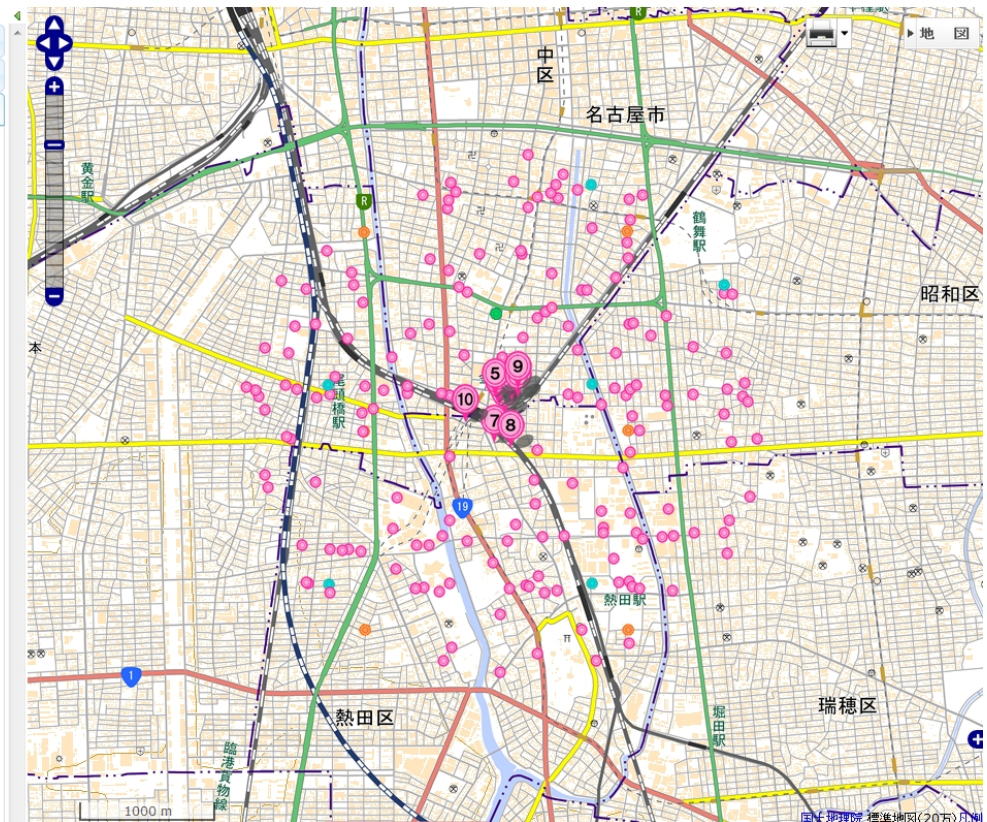 R
地 図
中区
名古屋市
黄金駅
R
鶴舞駅
昭和区
本
9
5
尾頭橋駅
10
7
8
19
熱田駅
1
瑞穂区
熱田区
堀田駅
臨港貨物線
1000 m
国土地理院 標準地図(20万)凡例